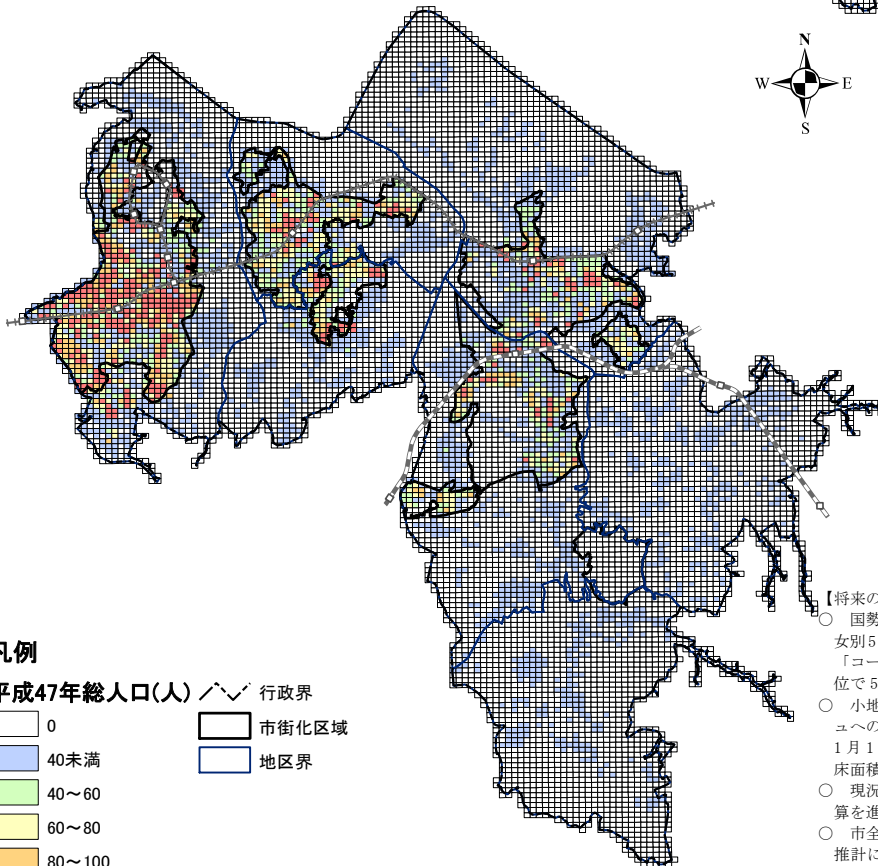 N
W E
S
凡例
平成47年総人口(人)
0
40未満
40～60
60～80
80～100
行政界
市街化区域
地区界
【将来の
○ 国勢
女別5
「コー
位で5
○ 小地
ュへの
1月1
床面積
○ 現況
算を進
○ 市全
推計に